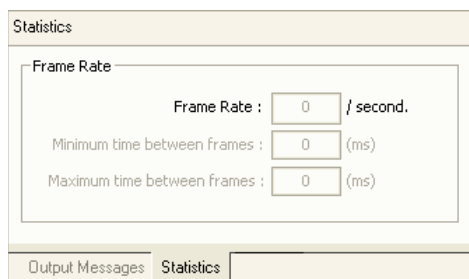 Statistics
Frame Rate
Frame Rate : 0 / second.
Minimum time between frames : 0 (ms)
Maximum time between frames : 0 (ms)
Output Messages Statistics